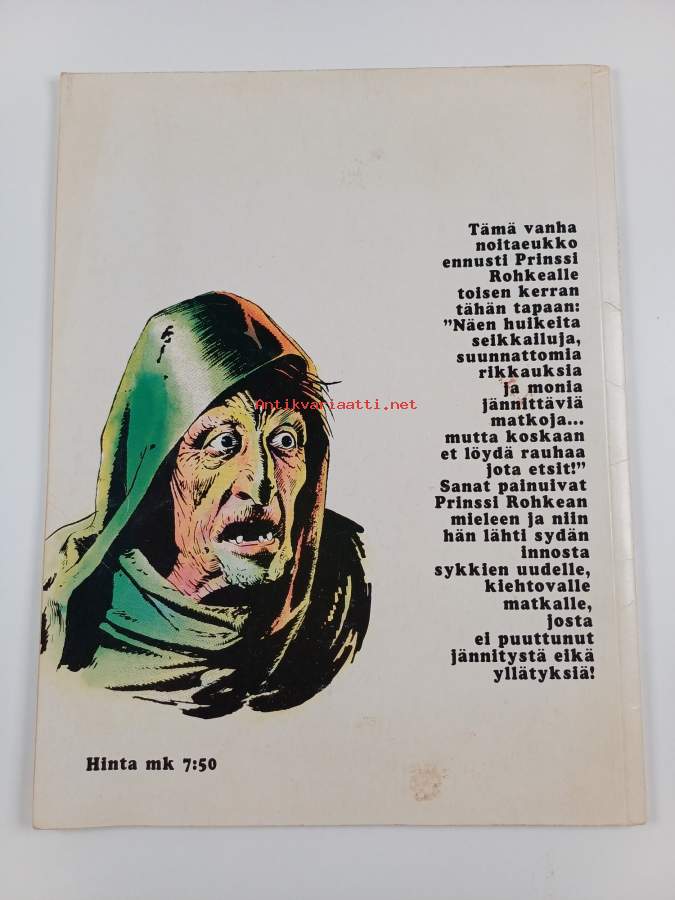 Tämä vanha
noitaeukko
ennusti Prinssi
Rohkealle
toisen kerran
tähän tapaan:
”Näen huikeita
seikkailuja,
suunnattomia
rikkauksia
ja monia
jännittäviä
matkoja...
mutta koskaan
et löydä rauhaa
jota etsit!”
Sanat painuivat
Prinssi Rohkean
mieleen ja niin
hän lähti sydän
innosta
sykkien uudelle,
kiehtovalle
matkalle,
josta
ei puuttunut
jännitystä eikä
yllätyksiä!
Antikvariaatti.net
Hinta mk 7:50